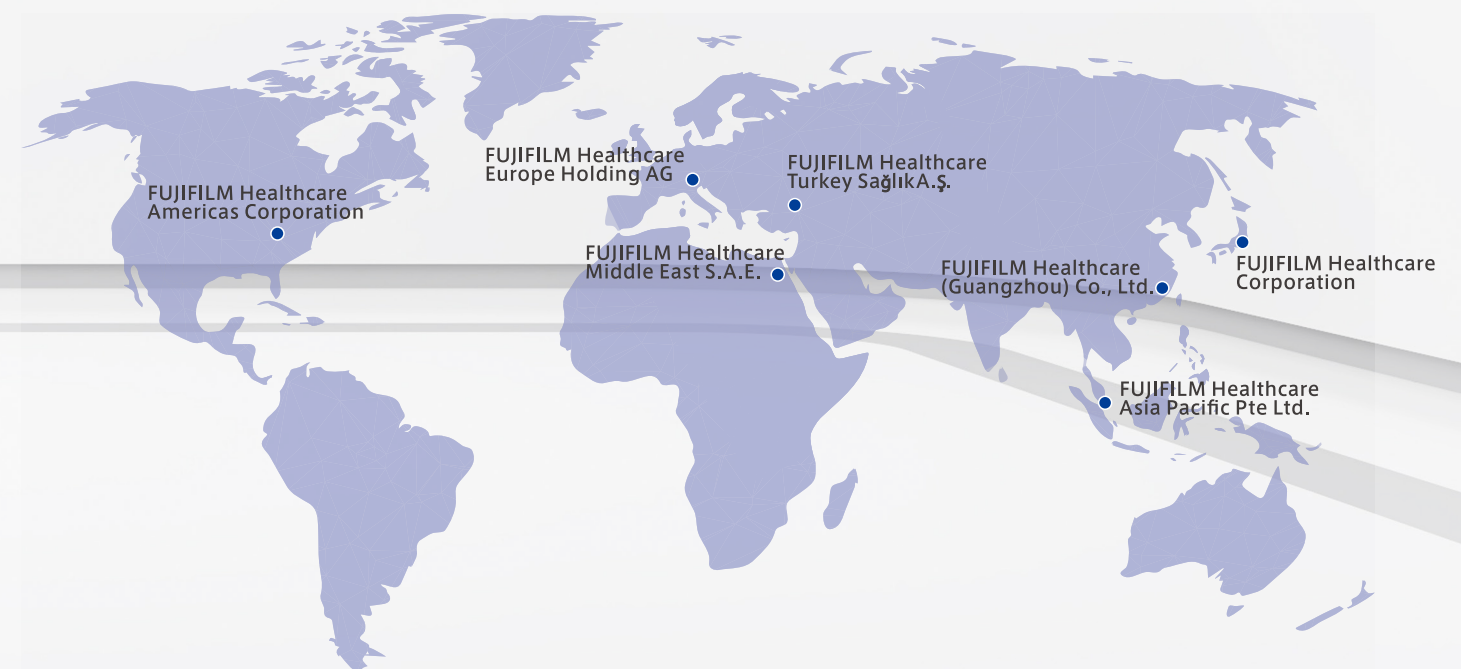 FUJIFILM Healthcare
Europe Holding AG
FUJIFILM Healthcare
Turkey SağlıkA.Ş.
FUJIFILM Healthcare
Americas Corporation
FUJIFILM Healthcare
Middle East S.A.E.
FUJIFILM Healthcare
(Guangzhou) Co., Ltd.
FUJIFILM Healthcare
Corporation
FUJIFILM Healthcare
Asia Pacific Pte Ltd.